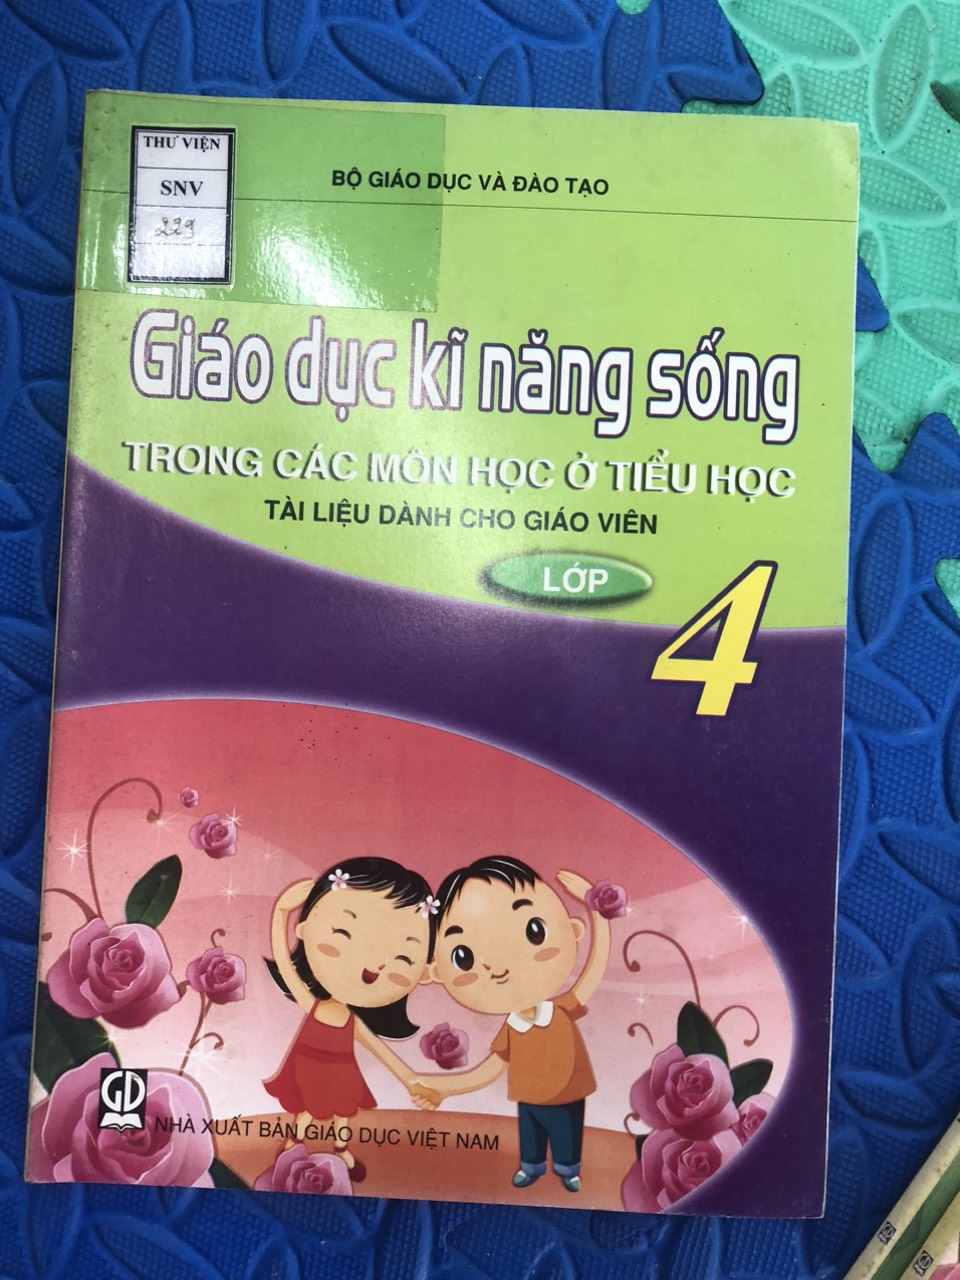 THƯ VIỆN
SNV
229
BỘ GIÁO DỤC VÀ ĐÀO TẠO
Giáo dục kĩ năng sống
TRONG CÁC MÔN HỌC Ở TIỂU HỌC
TÀI LIỆU DÀNH CHO GIÁO VIÊN
LỚP
4
GD
NHÀ XUẤT BẢN GIÁO DỤC VIỆT NAM